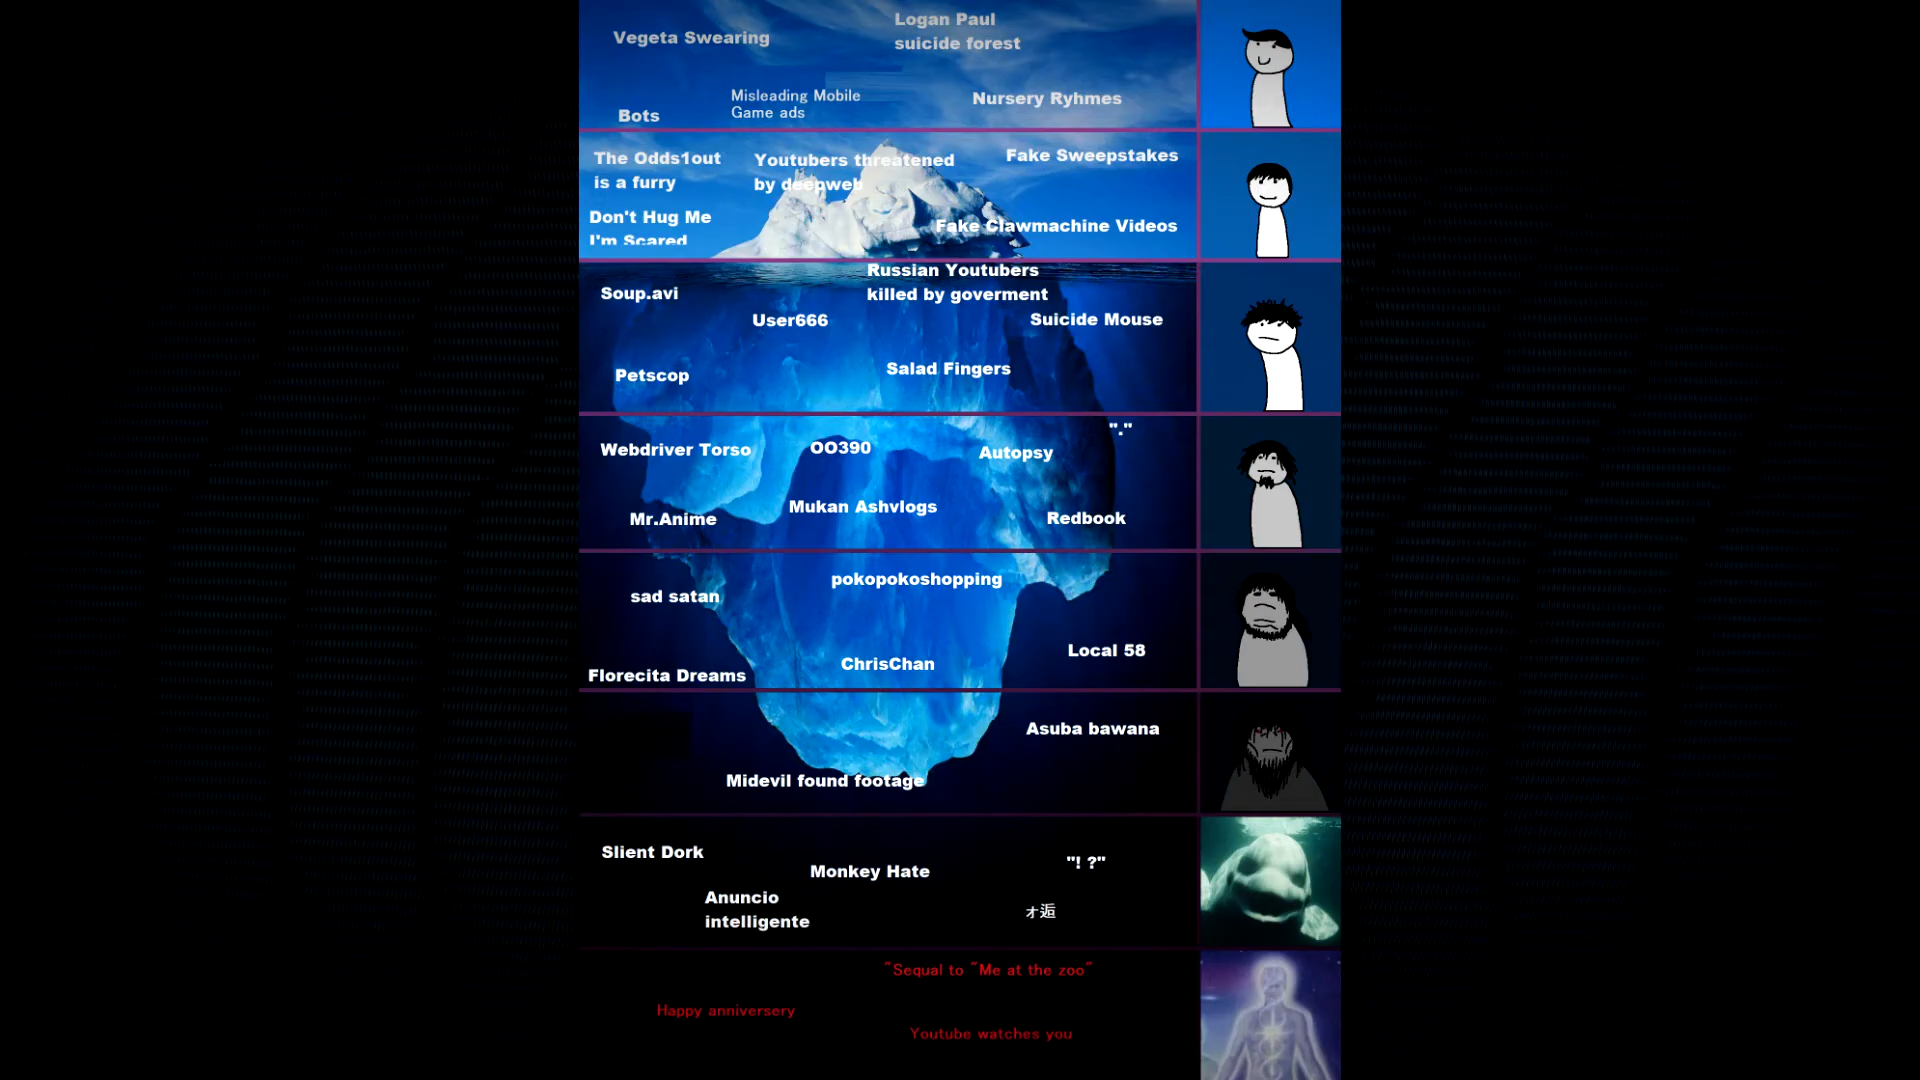 Logan Paul
suicide forest
Vegeta Swearing
Misleading Mobile
Game ads
Nursery Ryhmes
Bots
The Odds1out
is a furry
Youtubers threatened
by deepweb
Fake Sweepstakes
Don't Hug Me
I'm Scared
Fake Clawmachine Videos
Russian Youtubers
killed by goverment
Soup.avi
User666
Suicide Mouse
Petscop
Salad Fingers
"."
Webdriver Torso
OO390
Autopsy
Mr.Anime
Mukan Ashvlogs
Redbook
pokopokoshopping
sad satan
Local 58
ChrisChan
Florecita Dreams
Asuba bawana
Midevil found footage
Slient Dork
Monkey Hate
"! ?"
Anuncio
intelligente
ォ逅
"Sequal to "Me at the zoo"
Happy anniversery
Youtube watches you